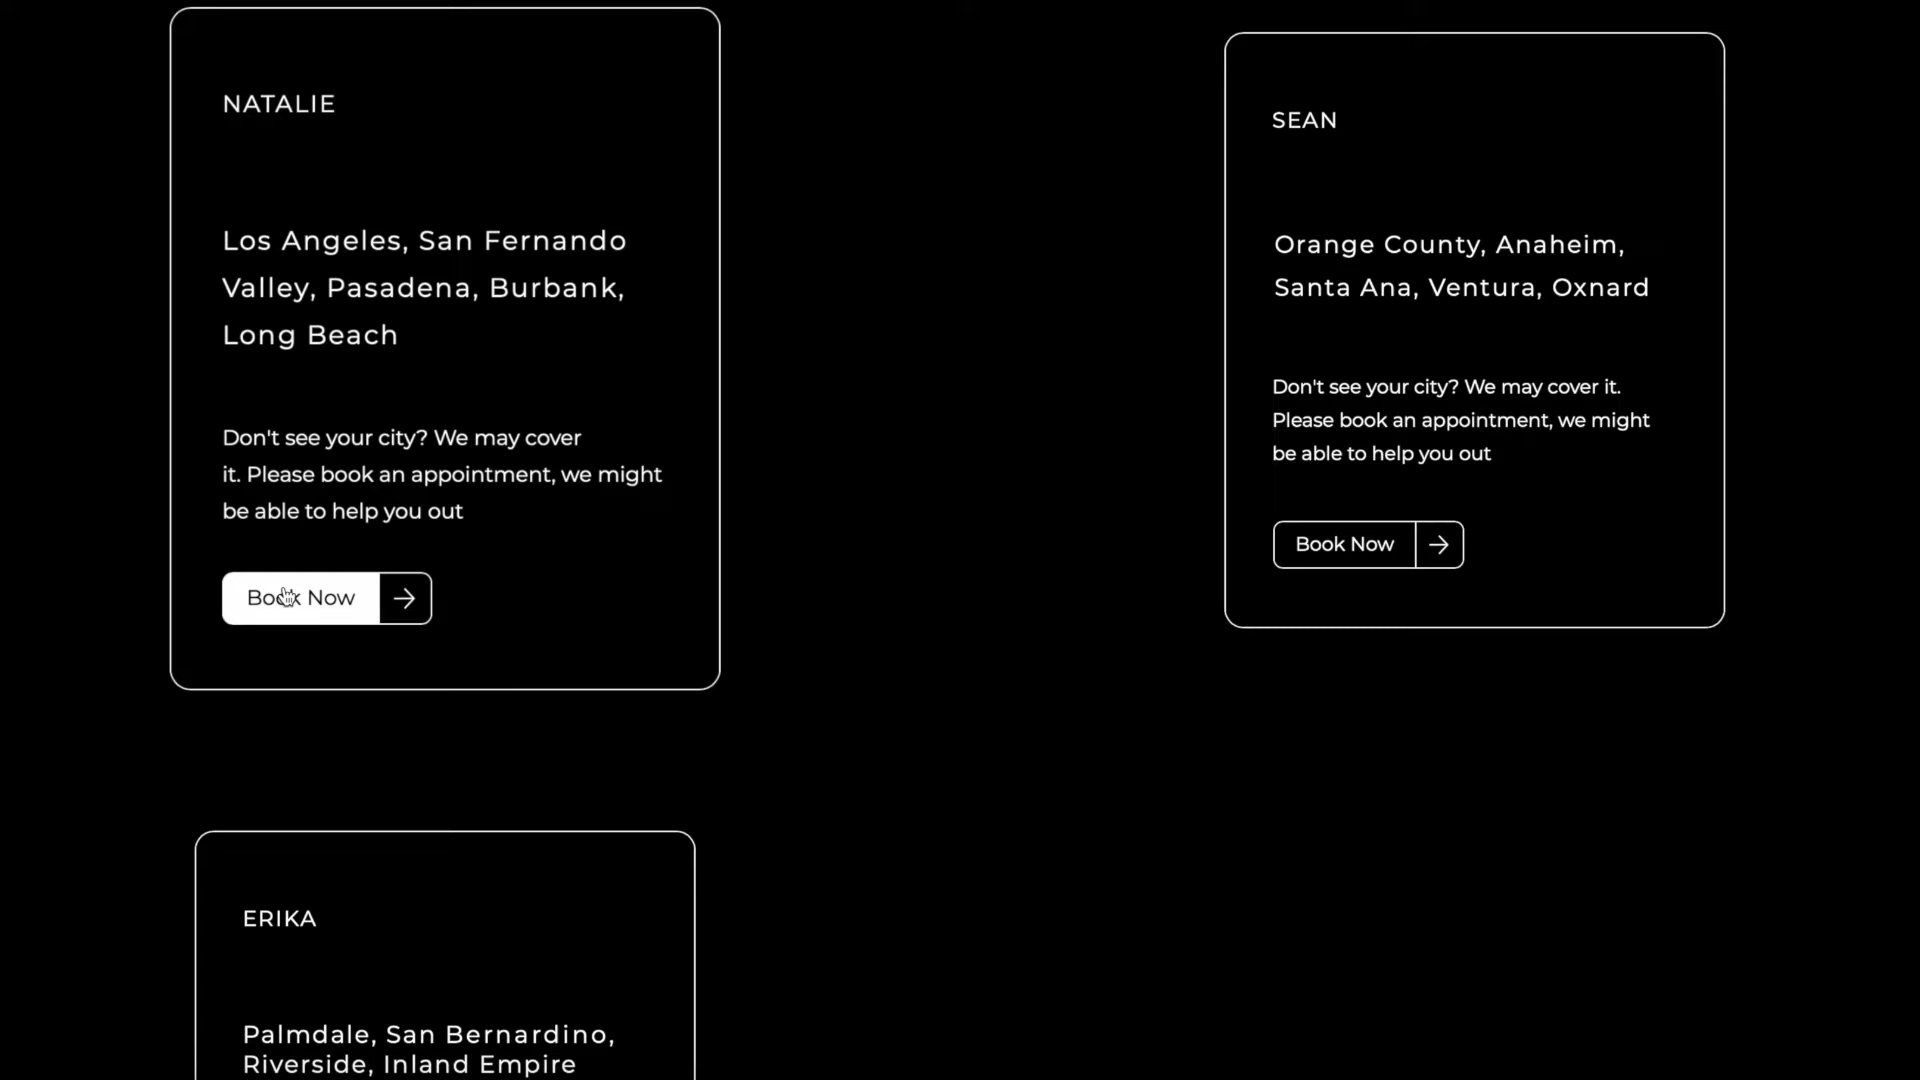 NATALIE
Los Angeles, San Fernando
Valley, Pasadena, Burbank,
Long Beach
Don't see your city? We may cover
it. Please book an appointment, we might
be able to help you out
Book Now
SEAN
Orange County, Anaheim,
Santa Ana, Ventura, Oxnard
Don't see your city? We may cover it.
Please book an appointment, we might
be able to help you out
Book Now
ERIKA
Palmdale, San Bernardino,
Riverside, Inland Empire